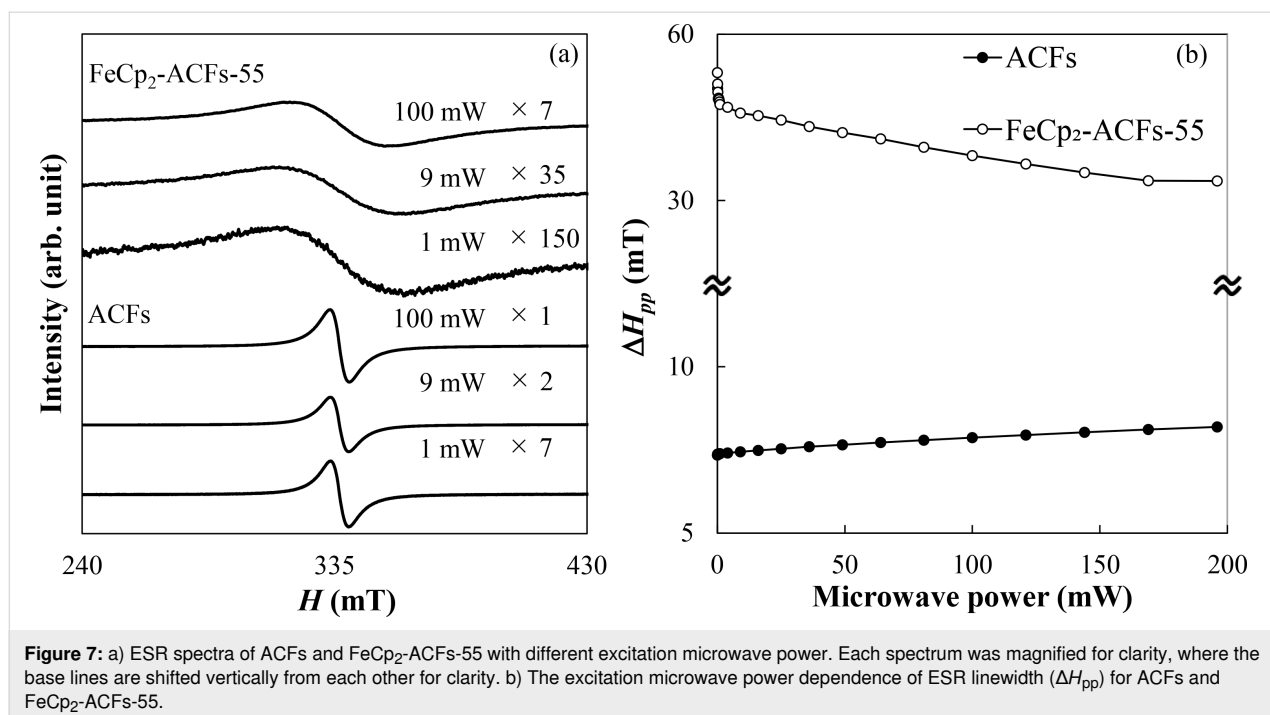 (a)
FeCp₂-ACFs-55
100 mW × 7
9 mW × 35
1 mW × 150
ACFs
100 mW × 1
9 mW × 2
1 mW × 7
Intensity (arb. unit)
240 335 430
H (mT)
60
(b)
ACFs
FeCp₂-ACFs-55
30
ΔHpp (mT)
10
5
0 50 100 150 200
Microwave power (mW)
Figure 7: a) ESR spectra of ACFs and FeCp₂-ACFs-55 with different excitation microwave power. Each spectrum was magnified for clarity, where the
base lines are shifted vertically from each other for clarity. b) The excitation microwave power dependence of ESR linewidth (ΔHpp) for ACFs and
FeCp₂-ACFs-55.